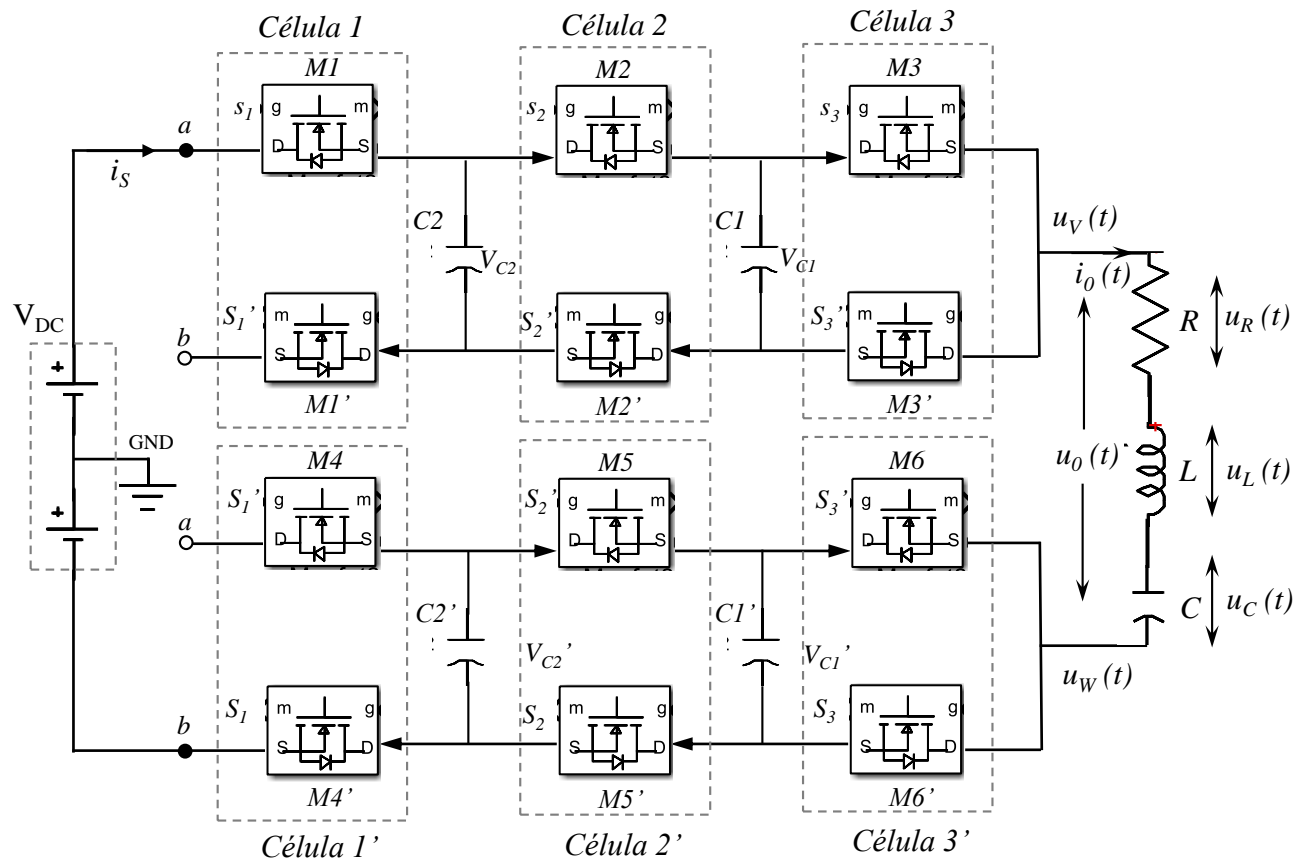 Célula 1
Célula 2
Célula 3
M1
M2
M3
s1
g
m
D
S
s2
g
m
D
S
s3
g
m
D
S
a
iS
C2
VC2
C1
VC1
uV (t)
i0 (t)
R
uR (t)
VDC
+
b
S1’
m
g
S
D
S2’
m
g
S
D
S3’
m
g
S
D
M1’
M2’
M3’
GND
+
M4
M5
M6
u0 (t)
L
uL (t)
+
S1’
g
m
D
S
S2’
g
m
D
S
S3’
g
m
D
S
a
C2’
VC2’
C1’
VC1’
C
uC (t)
uW (t)
b
S1
m
g
S
D
S2
m
g
S
D
S3
m
g
S
D
M4’
M5’
M6’
Célula 1’
Célula 2’
Célula 3’